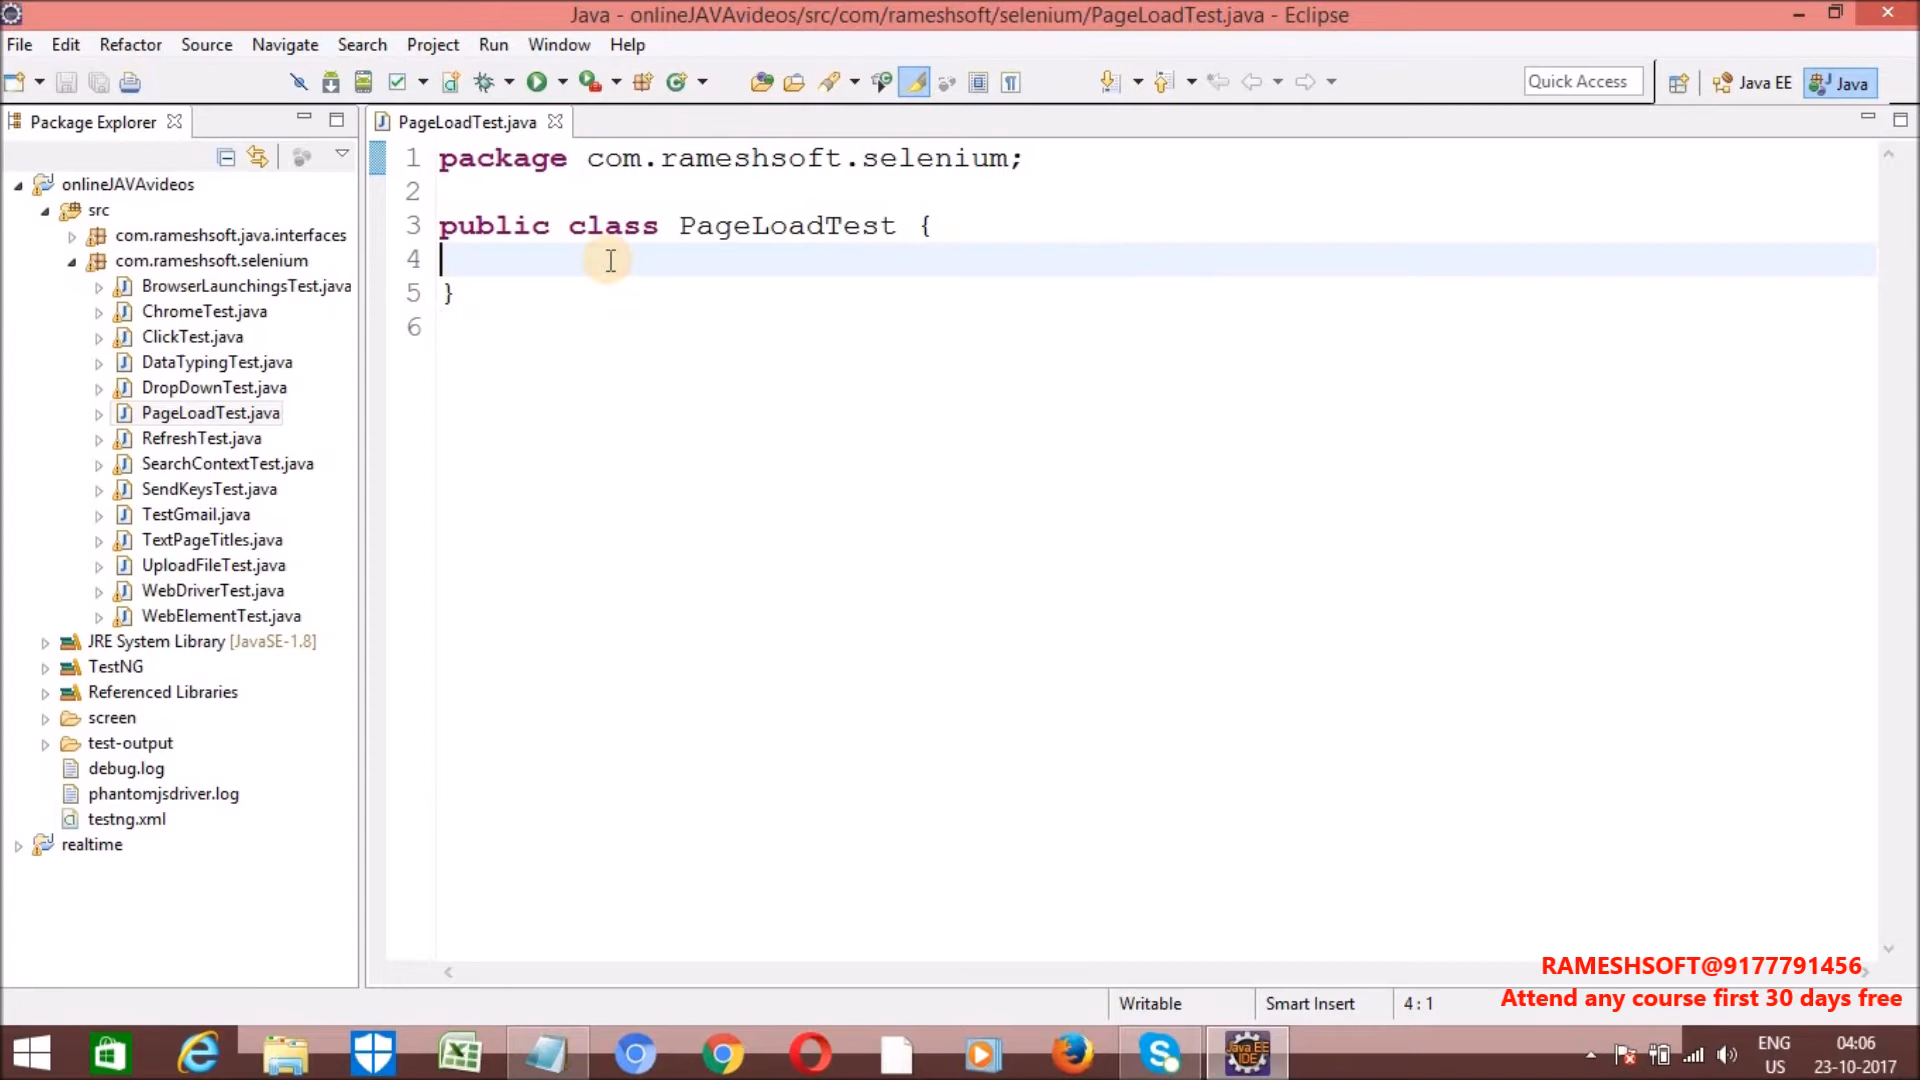 Java - onlineJAVAvideos/src/com/rameshsoft/selenium/PageLoadTest.java - Eclipse
File Edit Refactor Source Navigate Search Project Run Window Help
Quick Access
Java EE
Java
Package Explorer
PageLoadTest.java
onlineJAVAvideos
src
com.rameshsoft.java.interfaces
com.rameshsoft.selenium
BrowserLaunchingsTest.java
ChromeTest.java
ClickTest.java
DataTypingTest.java
DropDownTest.java
PageLoadTest.java
RefreshTest.java
SearchContextTest.java
SendKeysTest.java
TestGmail.java
TextPageTitles.java
UploadFileTest.java
WebDriverTest.java
WebElementTest.java
JRE System Library [JavaSE-1.8]
TestNG
Referenced Libraries
screen
test-output
debug.log
phantomjsdriver.log
testng.xml
realtime
1 package com.rameshsoft.selenium;
2
3 public class PageLoadTest {
4
5 }
6
RAMESHSOFT@9177791456
Attend any course first 30 days free
Writable
Smart Insert
4 : 1
Java EE
IDE
ENG
US
04:06
23-10-2017